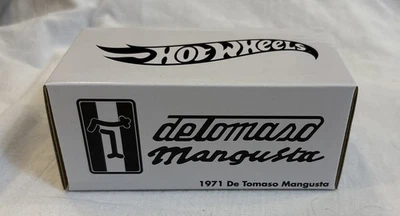 HOT WHEELS
deTomaso
Mangusta
1971 De Tomaso Mangusta